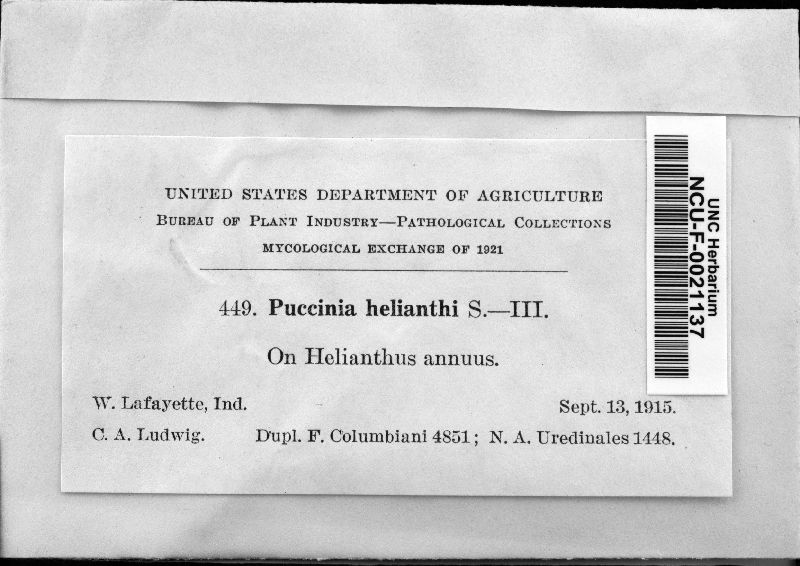 UNITED STATES DEPARTMENT OF AGRICULTURE
BUREAU OF PLANT INDUSTRY—PATHOLOGICAL COLLECTIONS
MYCOLOGICAL EXCHANGE OF 1921
449. Puccinia helianthi S.—III.
On Helianthus annuus.
W. Lafayette, Ind. Sept. 13, 1915.
C. A. Ludwig. Dupl. F. Columbiani 4851; N. A. Uredinales 1448.
UNC Herbarium
NCU-F-0021137